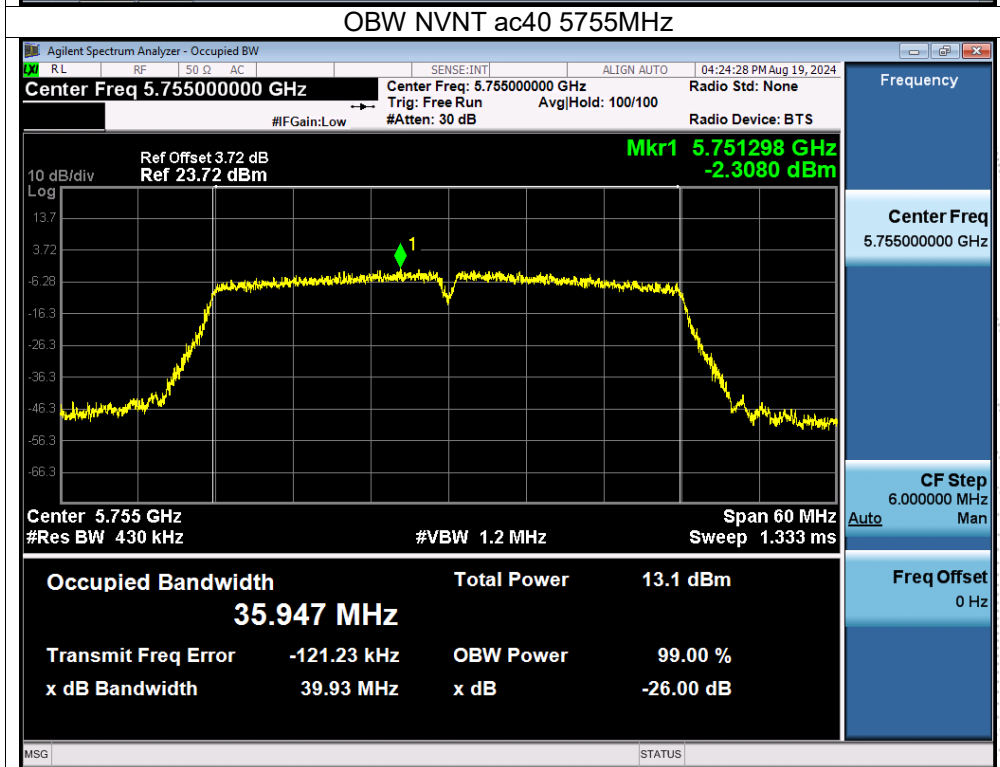 OBW NVNT ac40 5755MHz
Agilent Spectrum Analyzer - Occupied BW
LXI RL RF 50 Ω AC SENSE:INT ALIGN AUTO 04:24:28 PM Aug 19, 2024
Center Freq 5.755000000 GHz
Center Freq: 5.755000000 GHz Radio Std: None
Trig: Free Run Avg|Hold: 100/100
#IFGain:Low #Atten: 30 dB Radio Device: BTS
Frequency
Mkr1 5.751298 GHz
-2.3080 dBm
Ref Offset 3.72 dB
10 dB/div Ref 23.72 dBm
Log
13.7
3.72
-6.28
-16.3
-26.3
-36.3
-46.3
-56.3
-66.3
1
Center 5.755 GHz Span 60 MHz
#Res BW 430 kHz #VBW 1.2 MHz Sweep 1.333 ms
Occupied Bandwidth Total Power 13.1 dBm
35.947 MHz
Transmit Freq Error -121.23 kHz OBW Power 99.00 %
x dB Bandwidth 39.93 MHz x dB -26.00 dB
Center Freq
5.755000000 GHz
CF Step
6.000000 MHz
Auto Man
Freq Offset
0 Hz
MSG STATUS